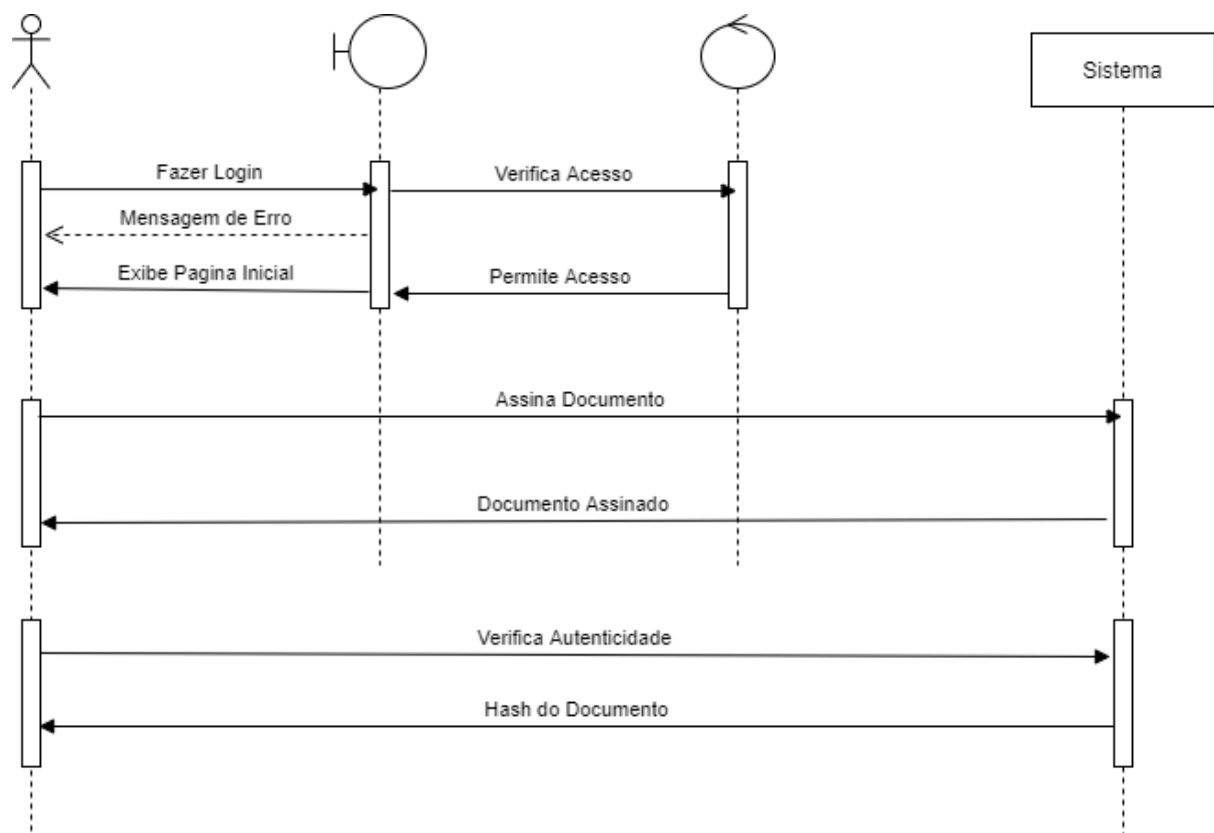 Sistema
Fazer Login
Verifica Acesso
Mensagem de Erro
Exibe Pagina Inicial
Permite Acesso
Assina Documento
Documento Assinado
Verifica Autenticidade
Hash do Documento